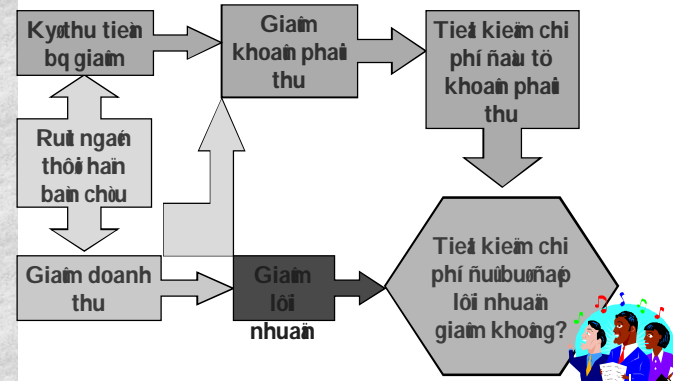 Kyø thu tieàn
bq giaûm
Giaûm
khoaûn phaûi
thu
Tieát kieäm chi
phí ñaàu tö
khoaûn phaûi
thu
Ruùt ngaén
thôøi haïn
baùn chòu
Giaûm doanh
thu
Giaûm
lôïi
nhuaän
Tieát kieäm chi
phí ñuû buø ñaép
lôïi nhuaän
giaûm khoâng?